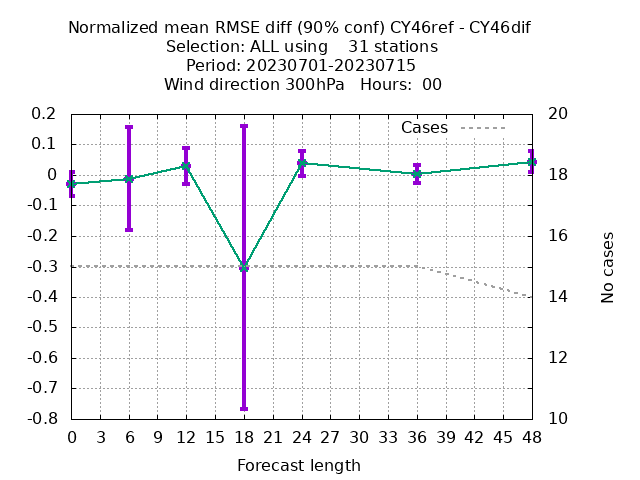 Normalized mean RMSE diff (90% conf) CY46ref - CY46dif
Selection: ALL using    31 stations
Period: 20230701-20230715
Wind direction 300hPa   Hours:  00
Cases
0.2
0.1
0
-0.1
-0.2
-0.3
-0.4
-0.5
-0.6
-0.7
-0.8
20
18
16
14
12
10
No cases
0 3 6 9 12 15 18 21 24 27 30 33 36 39 42 45 48
Forecast length